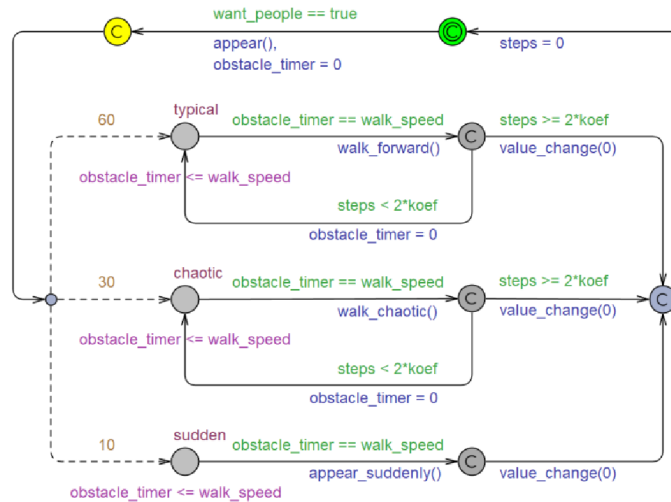 want_people == true
C
C
appear(),
obstacle_timer = 0
steps = 0
60
typical
obstacle_timer == walk_speed
steps >= 2*koef
C
walk_forward()
value_change(0)
obstacle_timer <= walk_speed
steps < 2*koef
obstacle_timer = 0
30
chaotic
obstacle_timer == walk_speed
steps >= 2*koef
C
C
walk_chaotic()
value_change(0)
obstacle_timer <= walk_speed
steps < 2*koef
obstacle_timer = 0
10
sudden
obstacle_timer == walk_speed
C
appear_suddenly()
value_change(0)
obstacle_timer <= walk_speed